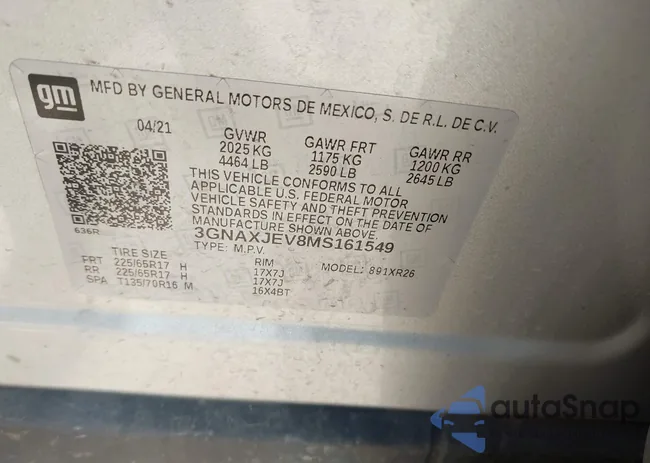 gm MFD BY GENERAL MOTORS DE MEXICO, S. DE R.L. DE C.V.
04/21 GVWR GAWR FRT GAWR RR
2025 KG 1175 KG 1200 KG
4464 LB 2590 LB 2645 LB
THIS VEHICLE CONFORMS TO ALL
APPLICABLE U.S. FEDERAL MOTOR
VEHICLE SAFETY AND THEFT PREVENTION
STANDARDS IN EFFECT ON THE DATE OF
MANUFACTURE SHOWN ABOVE.
636R 3GNAXJEV8MS161549
TYPE: M.P.V. MODEL: 891XR26
TIRE SIZE RIM
FRT 225/65R17 H 17X7J
RR 225/65R17 H 17X7J
SPA T135/70R16 M 16X4BT
autoSnap